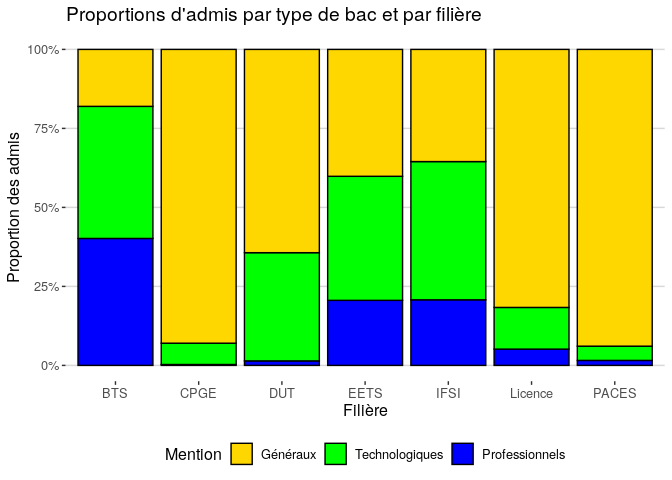 Proportions d'admis par type de bac et par filière
100%
75%
50%
25%
0%
Proportion des admis
BTS CPGE DUT EETS IFSI Licence PACES
Filière
Mention Généraux Technologiques Professionnels